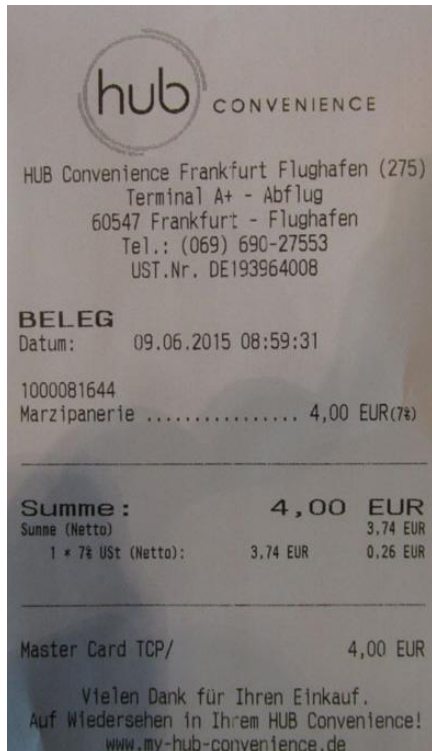 hub CONVENIENCE
HUB Convenience Frankfurt Flughafen (275)
Terminal A+ - Abflug
60547 Frankfurt - Flughafen
Tel.: (069) 690-27553
UST.Nr. DE193964008
BELEG
Datum: 09.06.2015 08:59:31
1000081644
Marzipanerie ................ 4,00 EUR(7%)
Summe: 4,00 EUR
Summe (Netto) 3,74 EUR
1 * 7% USt (Netto): 3,74 EUR 0,26 EUR
Master Card TCP/ 4,00 EUR
Vielen Dank für Ihren Einkauf.
Auf Wiedersehen in Ihrem HUB Convenience!
www.my-hub-convenience.de